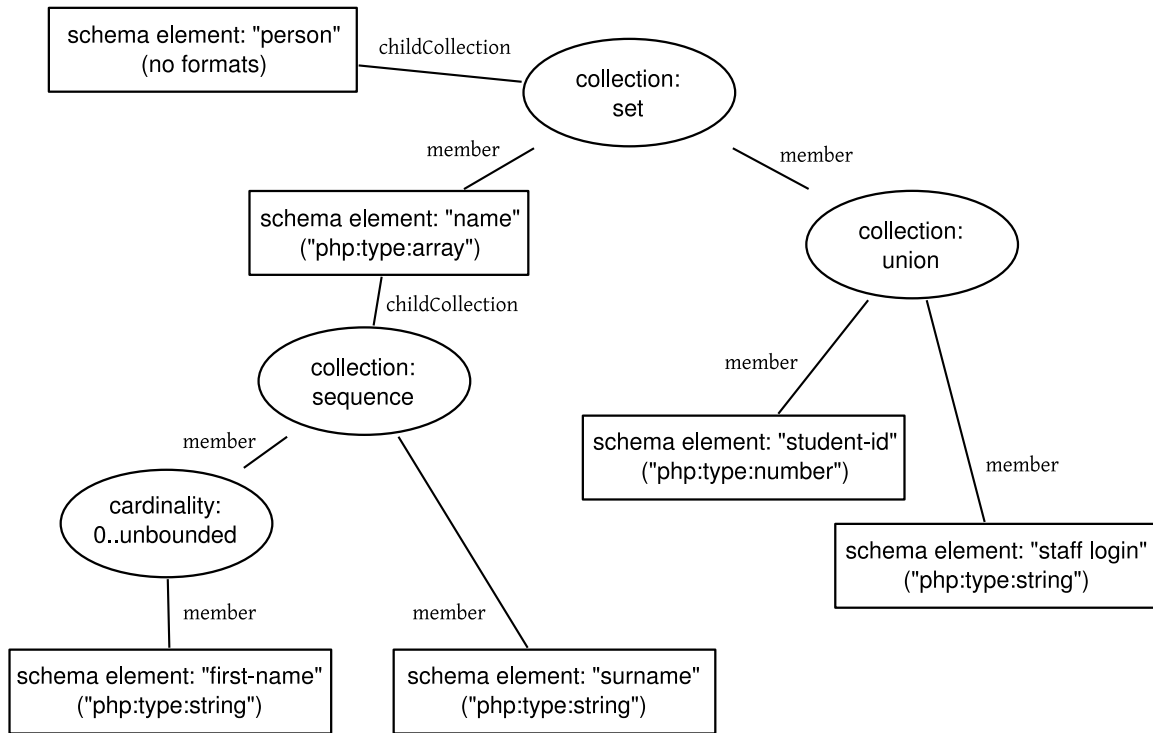 schema element: "person"
(no formats)
childCollection
collection:
set
member
member
schema element: "name"
("php:type:array")
collection:
union
childCollection
collection:
sequence
member
member
schema element: "student-id"
("php:type:number")
member
cardinality:
0..unbounded
member
schema element: "staff login"
("php:type:string")
member
member
schema element: "first-name"
("php:type:string")
schema element: "surname"
("php:type:string")